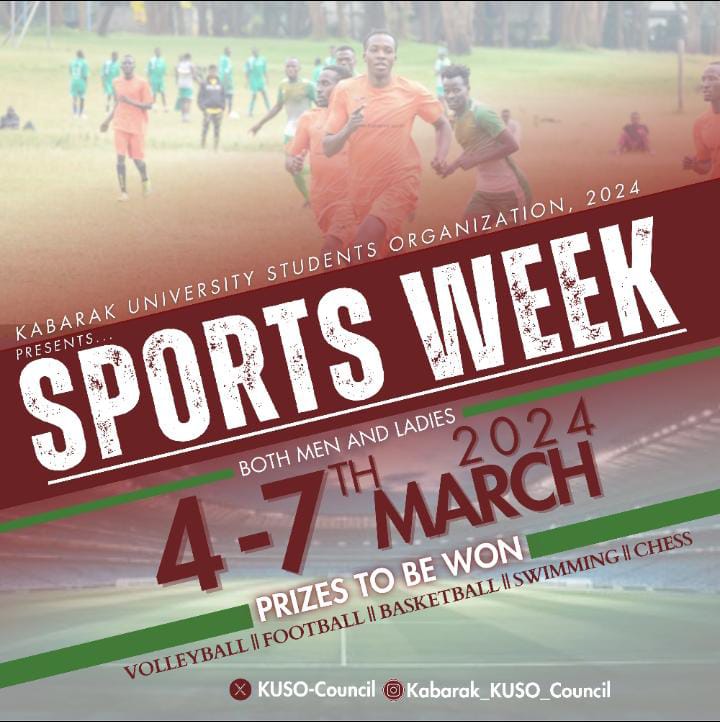 KABARAK UNIVERSITY STUDENTS ORGANIZATION, 2024
PRESENTS...
SPORTS WEEK
BOTH MEN AND LADIES
2024
4-7TH MARCH
PRIZES TO BE WON
VOLLEYBALL || FOOTBALL || BASKETBALL || SWIMMING || CHESS
KUSO-Council Kabarak_KUSO_Council